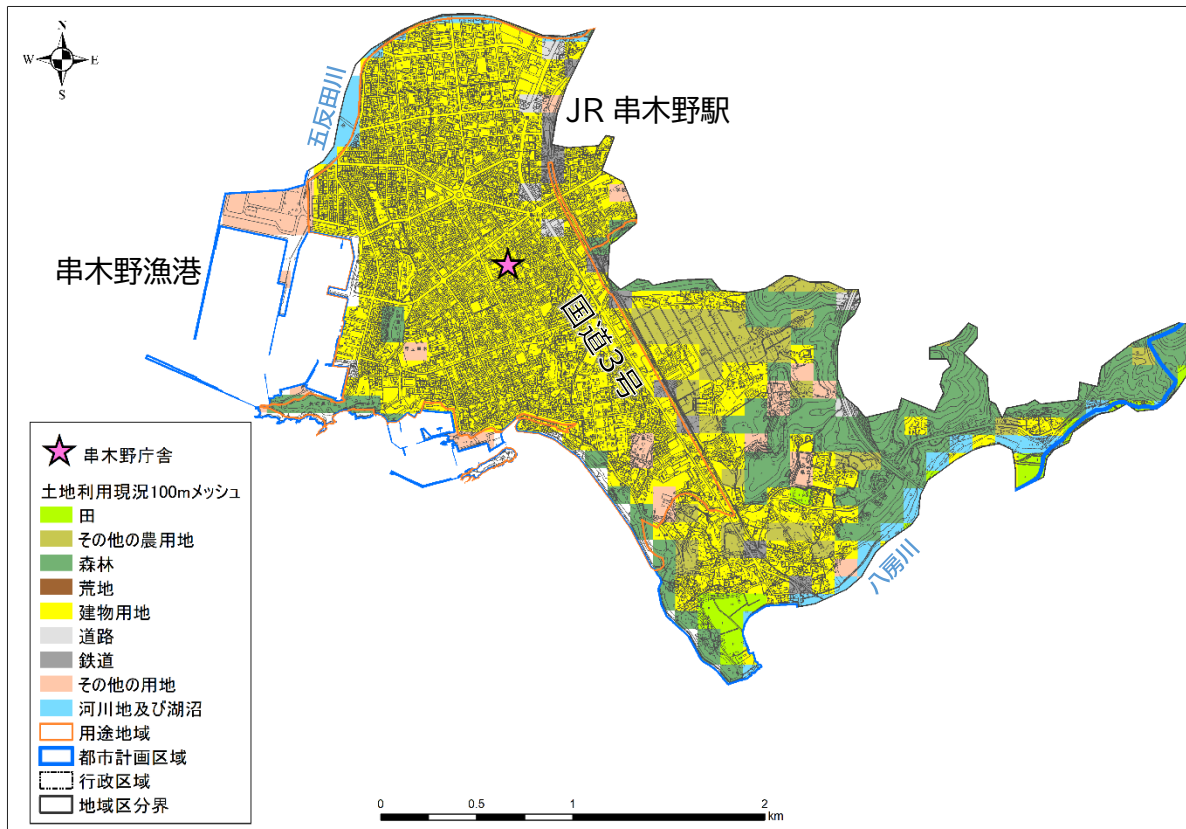 N
W E
S
五反田川
JR 串木野駅
串木野漁港
国道3号
八房川
串木野庁舎
土地利用現況100mメッシュ
田
その他の農用地
森林
荒地
建物用地
道路
鉄道
その他の用地
河川地及び湖沼
用途地域
都市計画区域
行政区域
地域区分界
0 0.5 1 2
km